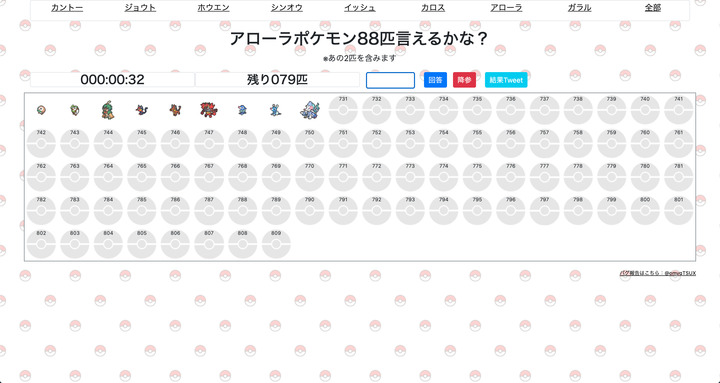 カントー ジョウト ホウエン シンオウ イッシュ カロス アローラ ガラル 全部
アローラポケモン88匹言えるかな？
※あの2匹を含みます
000:00:32 残り079匹 回答 降参 結果Tweet
731 732 733 734 735 736 737 738 739 740 741
742 743 744 745 746 747 748 749 750 751 752 753 754 755 756 757 758 759 760 761
762 763 764 765 766 767 768 769 770 771 772 773 774 775 776 777 778 779 780 781
782 783 784 785 786 787 788 789 790 791 792 793 794 795 796 797 798 799 800 801
802 803 804 805 806 807 808 809
バグ報告はこちら：